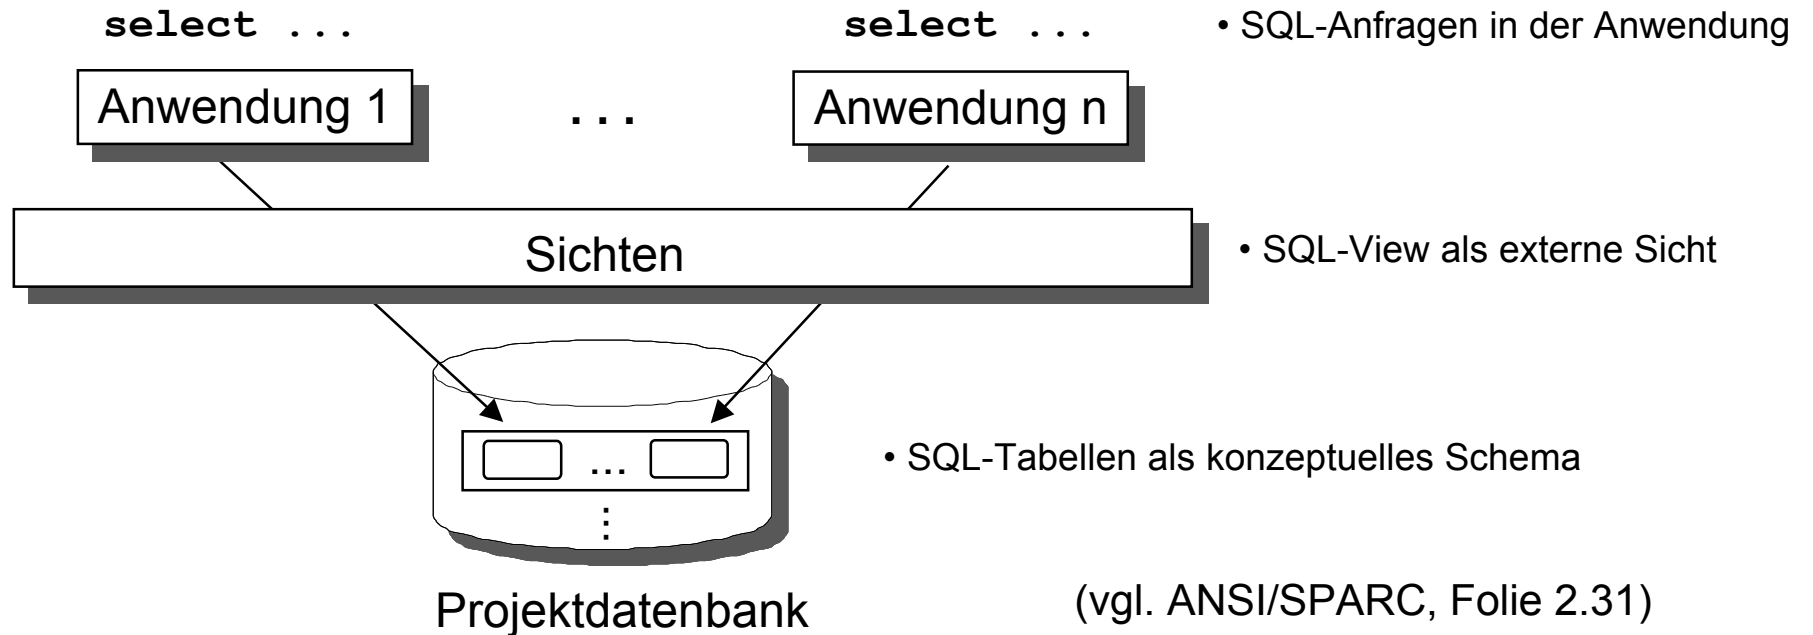 select ... select ... • SQL-Anfragen in der Anwendung
Anwendung 1 ... Anwendung n
Sichten • SQL-View als externe Sicht
... • SQL-Tabellen als konzeptuelles Schema
...
Projektdatenbank (vgl. ANSI/SPARC, Folie 2.31)